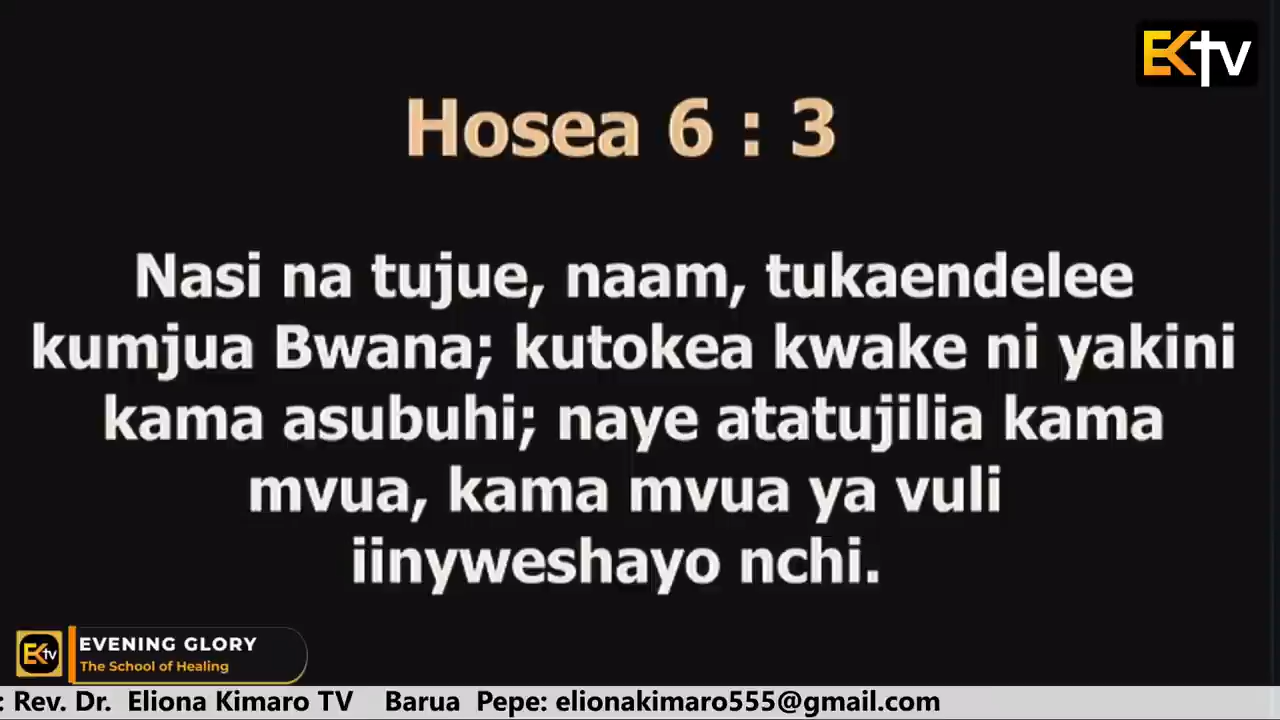 EKTV
Hosea 6 : 3
Nasi na tujue, naam, tukaendelee
kumjua Bwana; kutokea kwake ni yakini
kama asubuhi; naye atatujilia kama
mvua, kama mvua ya vuli
iinyweshayo nchi.
EKTV
EVENING GLORY
The School of Healing
: Rev. Dr. Eliona Kimaro TV Barua Pepe: elionakimaro555@gmail.com